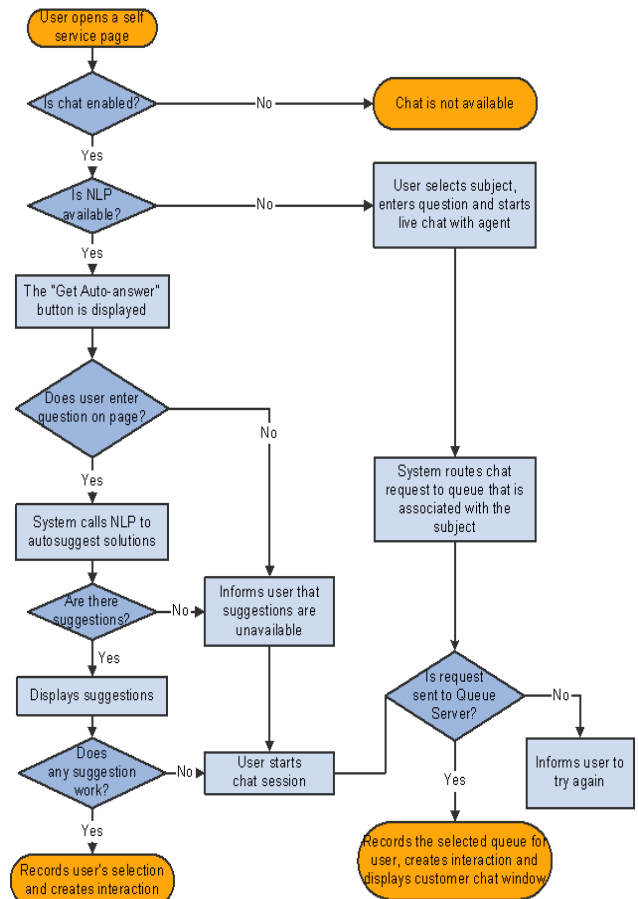 User opens a self
service page
Is chat enabled?
No
Chat is not available
Yes
Is NLP
available?
No
User selects subject,
enters question and starts
live chat with agent
Yes
The "Get Auto-answer"
button is displayed
Does user enter
question on page?
No
Yes
System calls NLP to
autosuggest solutions
System routes chat
request to queue that is
associated with the
subject
Are there
suggestions?
No
Informs user that
suggestions are
unavailable
Yes
Displays suggestions
Is request
sent to Queue
Server?
No
Does
any suggestion
work?
No
User starts
chat session
Informs user to
try again
Yes
Yes
Records user's selection
and creates interaction
Records the selected queue for
user, creates interaction and
displays customer chat window